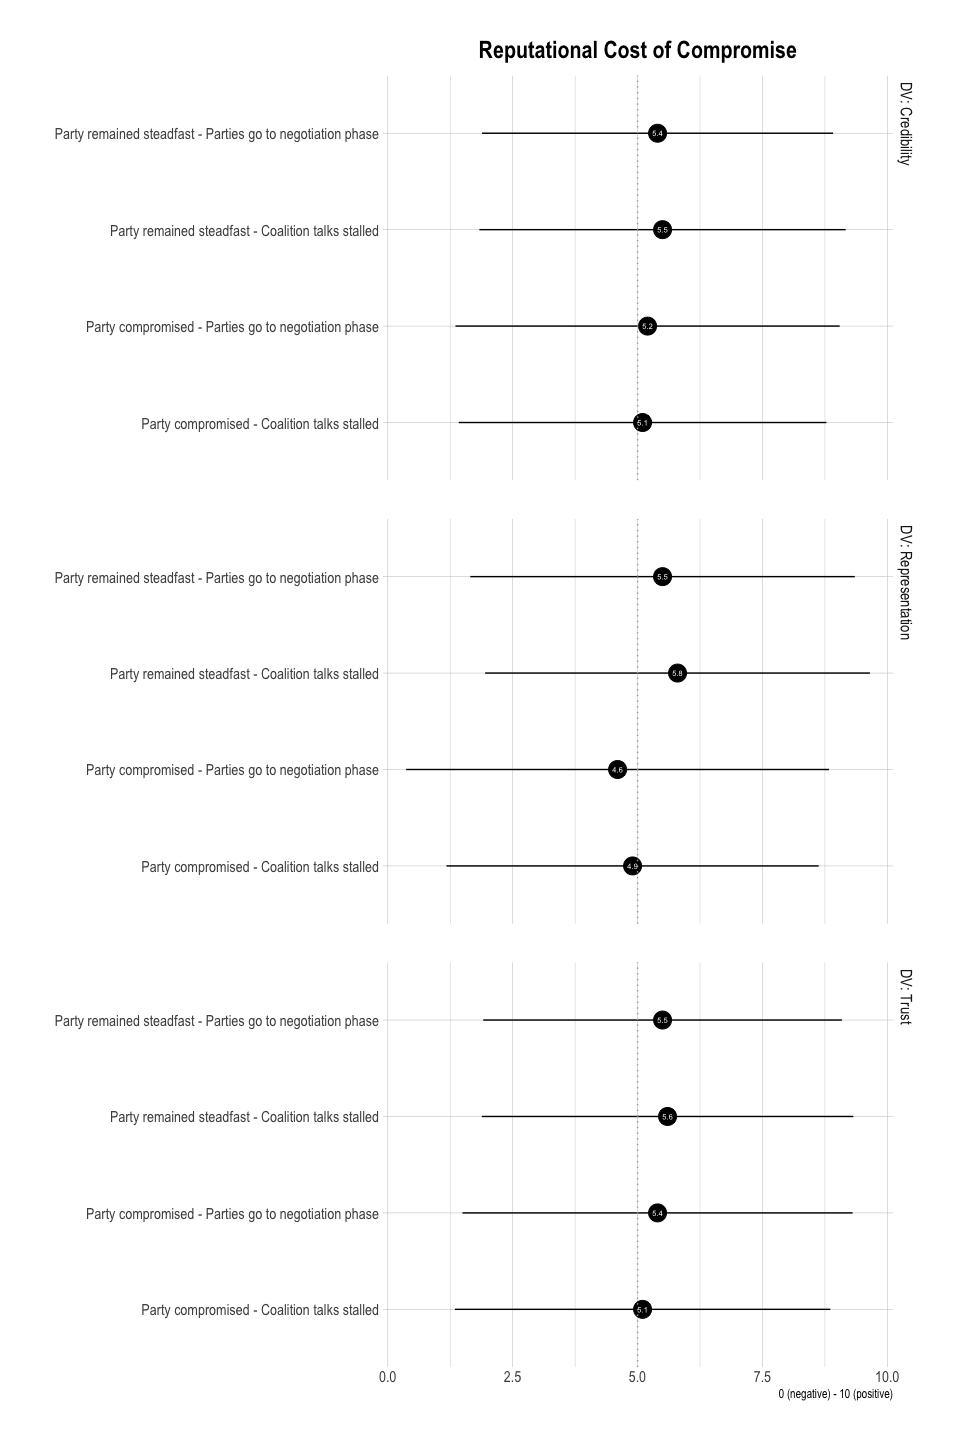 Reputational Cost of Compromise
DV: Credibility
Party remained steadfast - Parties go to negotiation phase
5.4
Party remained steadfast - Coalition talks stalled
5.5
Party compromised - Parties go to negotiation phase
5.2
Party compromised - Coalition talks stalled
5.1
DV: Representation
Party remained steadfast - Parties go to negotiation phase
5.5
Party remained steadfast - Coalition talks stalled
5.8
Party compromised - Parties go to negotiation phase
4.6
Party compromised - Coalition talks stalled
4.9
DV: Trust
Party remained steadfast - Parties go to negotiation phase
5.5
Party remained steadfast - Coalition talks stalled
5.6
Party compromised - Parties go to negotiation phase
5.4
Party compromised - Coalition talks stalled
5.1
0.0 2.5 5.0 7.5 10.0
0 (negative) - 10 (positive)